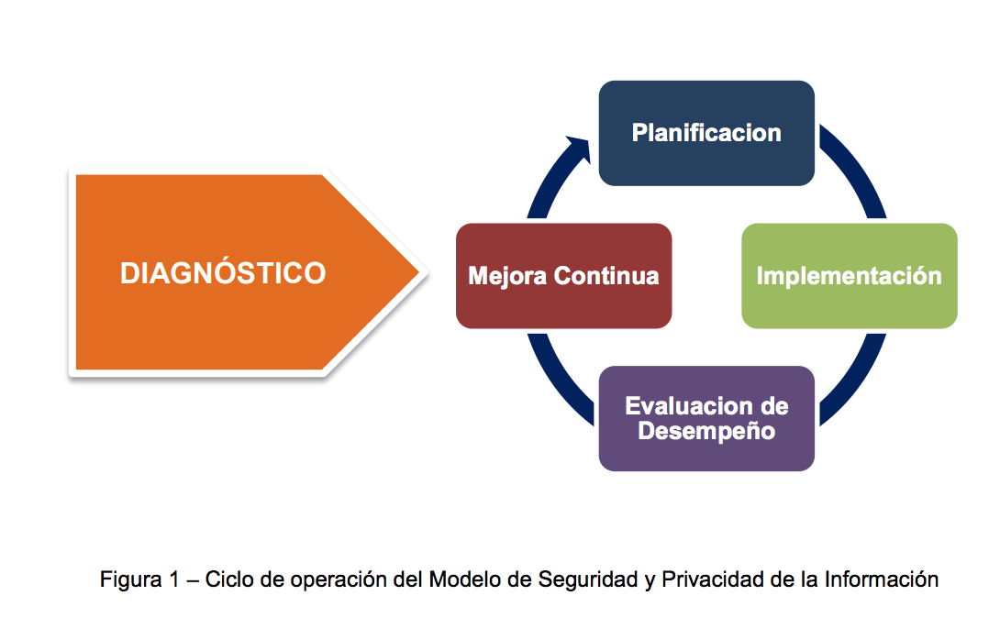 DIAGNÓSTICO
Planificacion
Mejora Continua
Implementación
Evaluacion de
Desempeño
Figura 1 – Ciclo de operación del Modelo de Seguridad y Privacidad de la Información